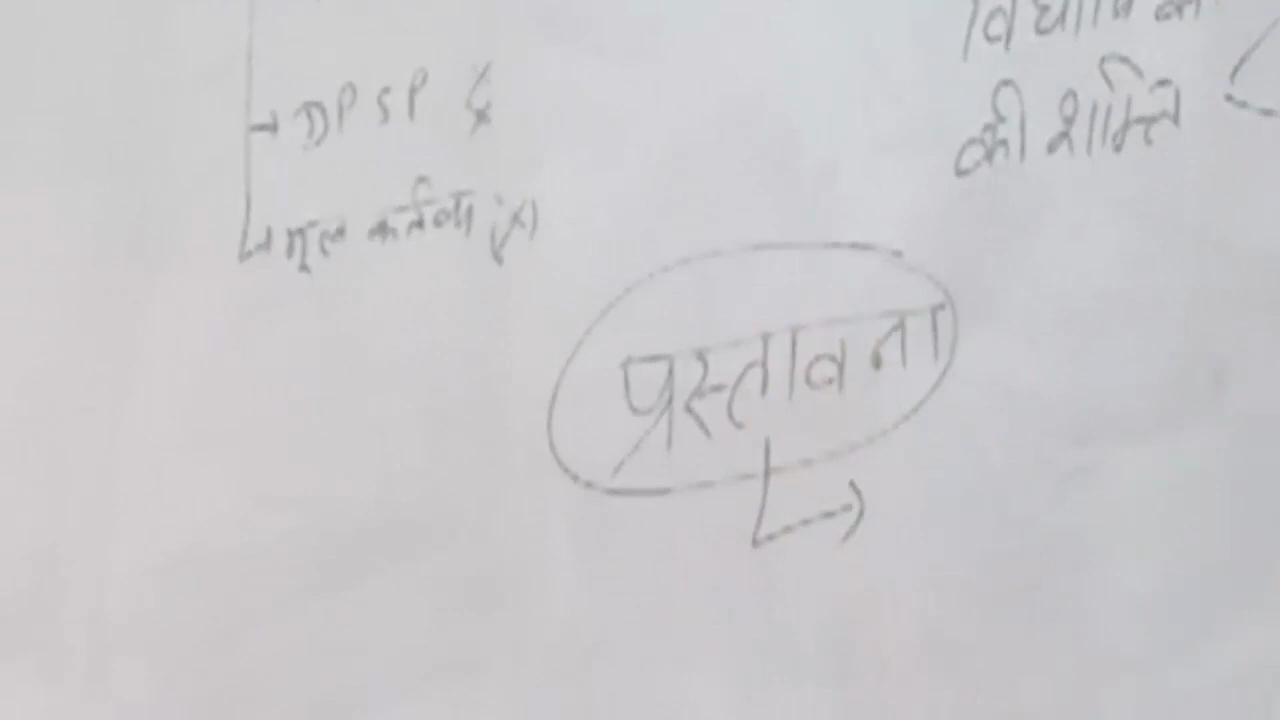 → DPSP ×
विधायिका
की शक्ति
→ मूल कर्तव्य (×)
प्रस्तावना